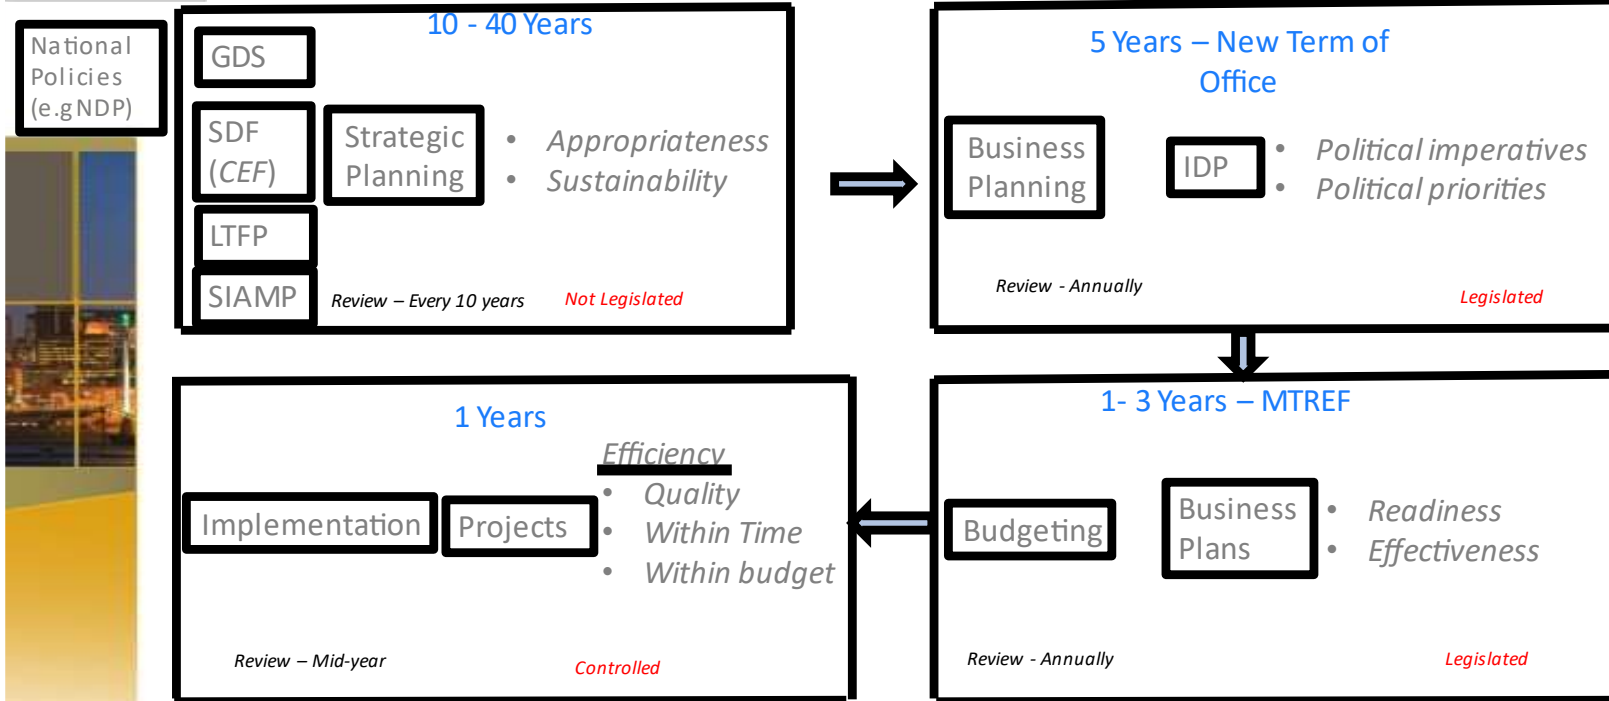 National
Policies
(e.g NDP)
10 - 40 Years
GDS
SDF
(CEF)
LTFP
SIAMP
Strategic
Planning
• Appropriateness
• Sustainability
Review – Every 10 years
Not Legislated
5 Years – New Term of
Office
Business
Planning
IDP
• Political imperatives
• Political priorities
Review - Annually
Legislated
1 Years
Implementation
Projects
Efficiency
• Quality
• Within Time
• Within budget
Review – Mid-year
Controlled
1- 3 Years – MTREF
Budgeting
Business
Plans
• Readiness
• Effectiveness
Review - Annually
Legislated